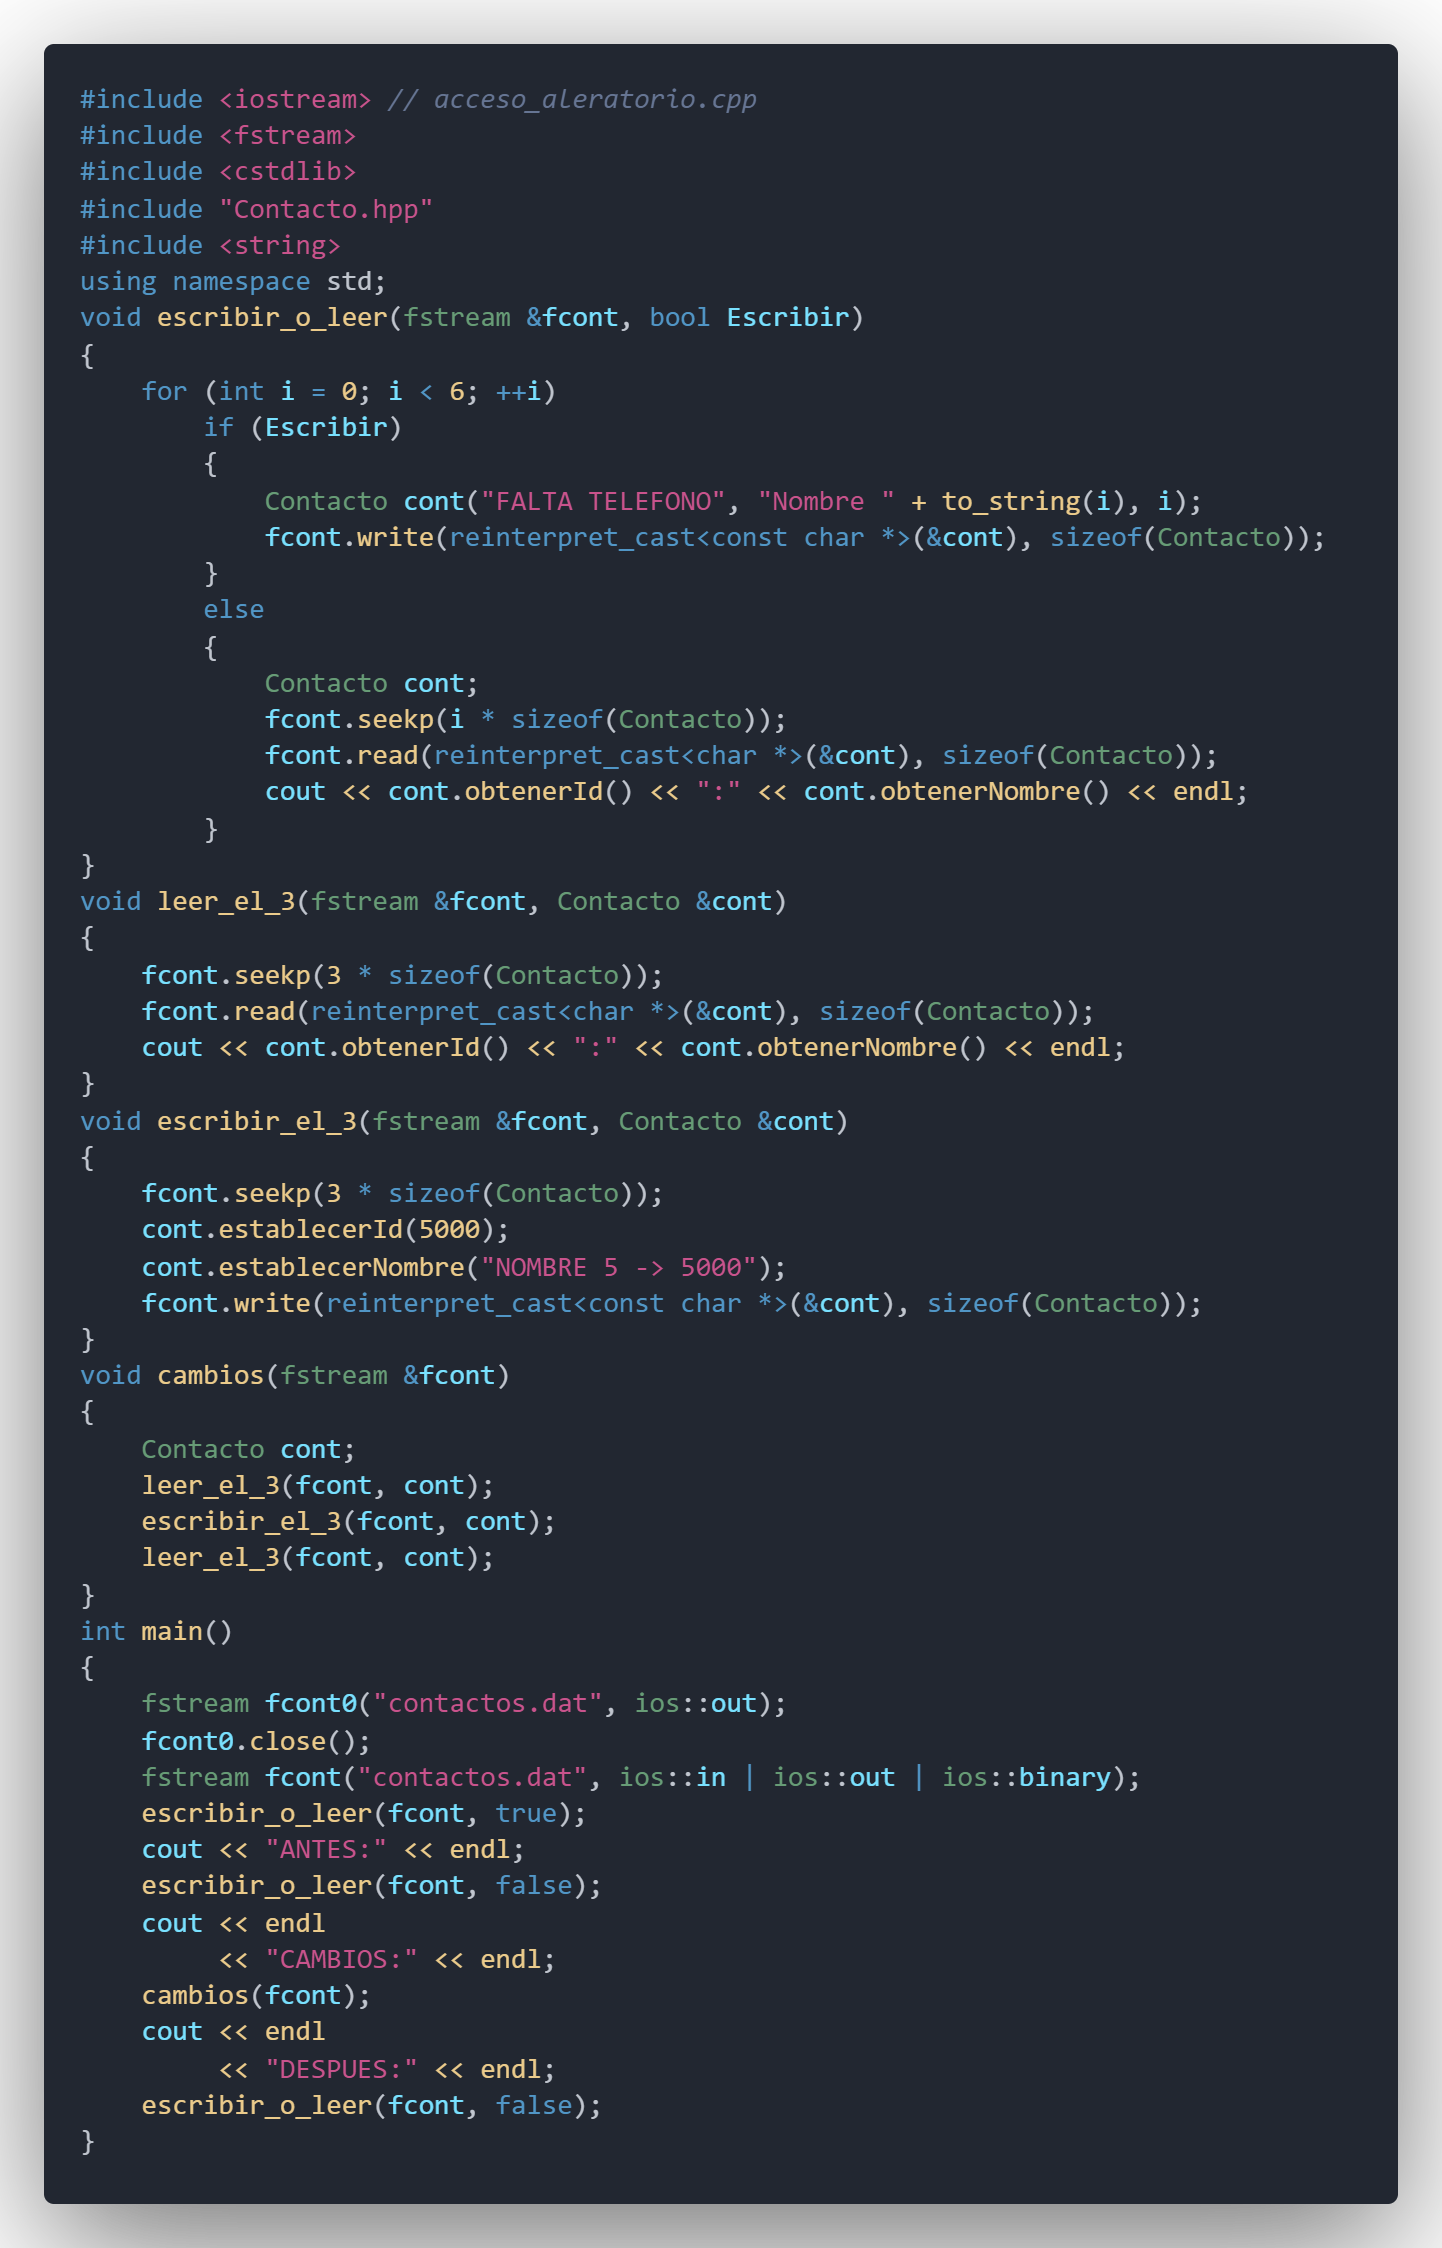 #include <iostream> // acceso_aleratorio.cpp
#include <fstream>
#include <cstdlib>
#include "Contacto.hpp"
#include <string>
using namespace std;
void escribir_o_leer(fstream &fcont, bool Escribir)
{
    for (int i = 0; i < 6; ++i)
        if (Escribir)
        {
            Contacto cont("FALTA TELEFONO", "Nombre " + to_string(i), i);
            fcont.write(reinterpret_cast<const char *>(&cont), sizeof(Contacto));
        }
        else
        {
            Contacto cont;
            fcont.seekp(i * sizeof(Contacto));
            fcont.read(reinterpret_cast<char *>(&cont), sizeof(Contacto));
            cout << cont.obtenerId() << ":" << cont.obtenerNombre() << endl;
        }
}
void leer_el_3(fstream &fcont, Contacto &cont)
{
    fcont.seekp(3 * sizeof(Contacto));
    fcont.read(reinterpret_cast<char *>(&cont), sizeof(Contacto));
    cout << cont.obtenerId() << ":" << cont.obtenerNombre() << endl;
}
void escribir_el_3(fstream &fcont, Contacto &cont)
{
    fcont.seekp(3 * sizeof(Contacto));
    cont.establecerId(5000);
    cont.establecerNombre("NOMBRE 5 -> 5000");
    fcont.write(reinterpret_cast<const char *>(&cont), sizeof(Contacto));
}
void cambios(fstream &fcont)
{
    Contacto cont;
    leer_el_3(fcont, cont);
    escribir_el_3(fcont, cont);
    leer_el_3(fcont, cont);
}
int main()
{
    fstream fcont0("contactos.dat", ios::out);
    fcont0.close();
    fstream fcont("contactos.dat", ios::in | ios::out | ios::binary);
    escribir_o_leer(fcont, true);
    cout << "ANTES:" << endl;
    escribir_o_leer(fcont, false);
    cout << endl
         << "CAMBIOS:" << endl;
    cambios(fcont);
    cout << endl
         << "DESPUES:" << endl;
    escribir_o_leer(fcont, false);
}